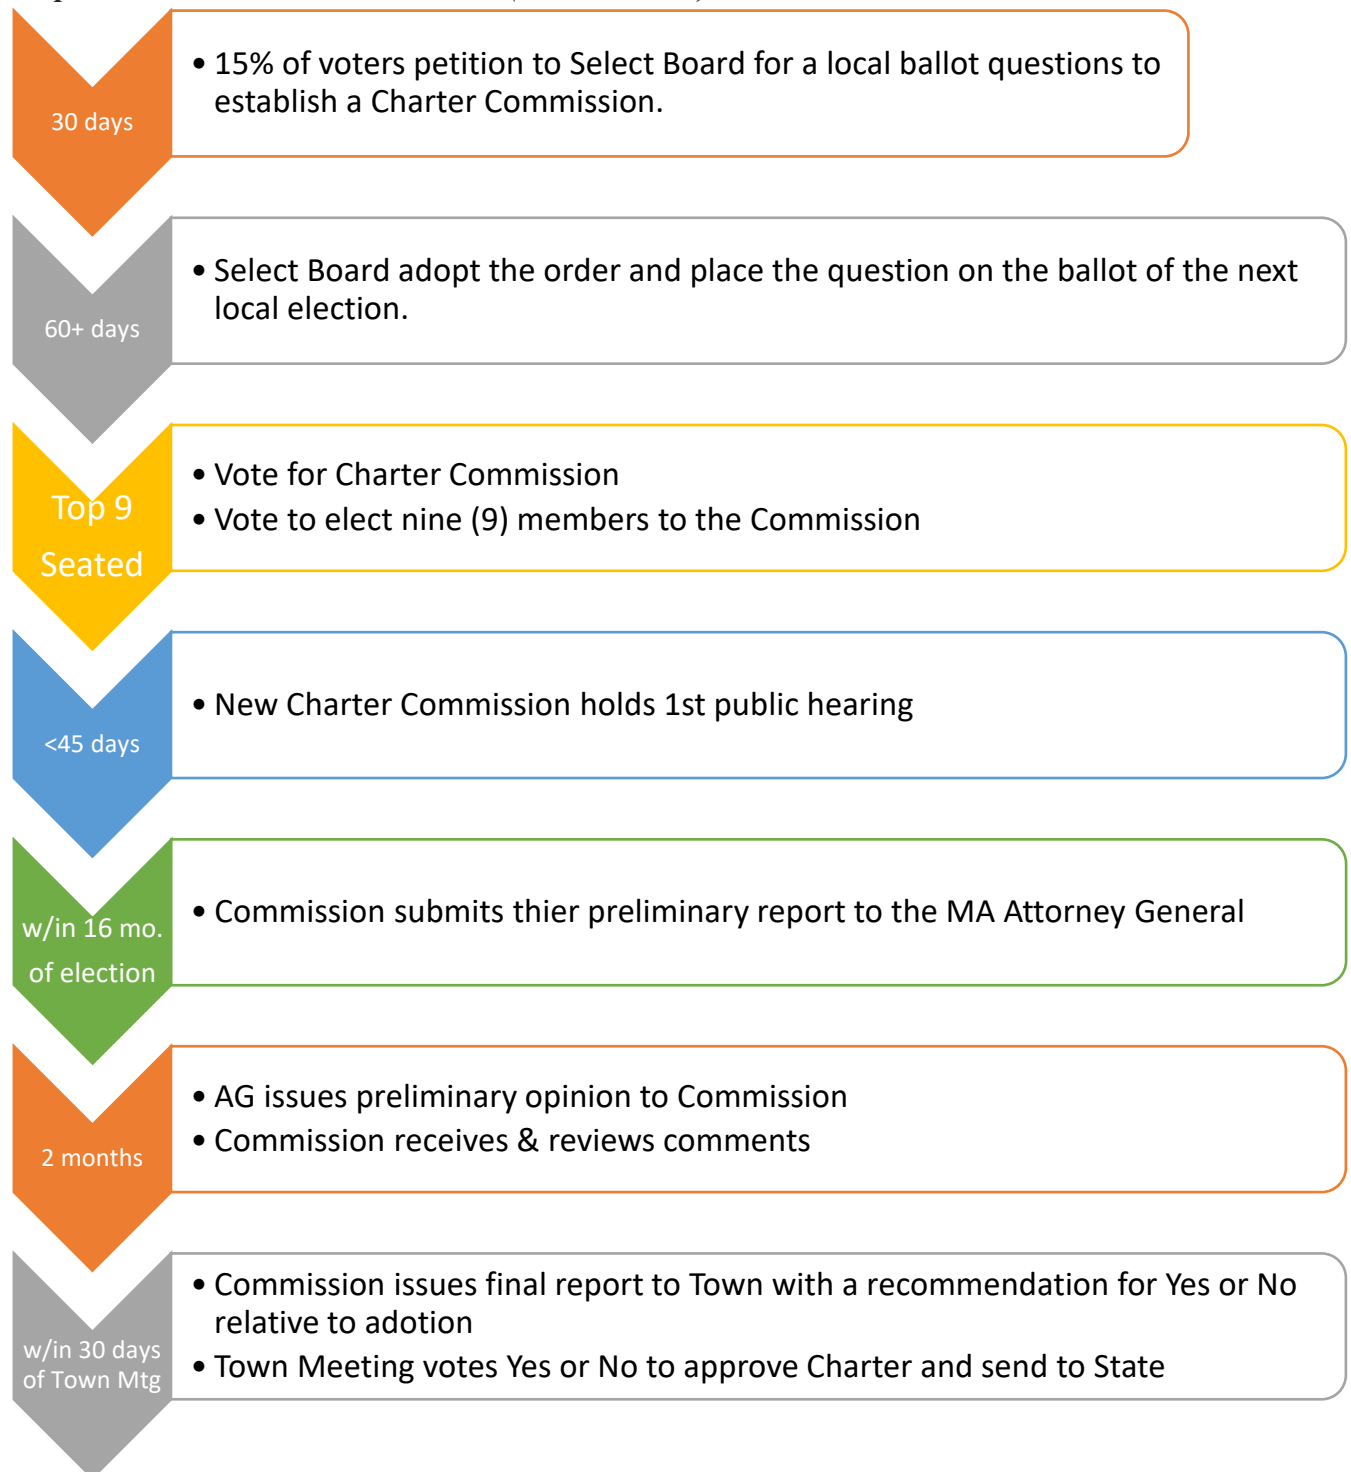 • 15% of voters petition to Select Board for a local ballot questions to
establish a Charter Commission.
30 days
• Select Board adopt the order and place the question on the ballot of the next
local election.
60+ days
• Vote for Charter Commission
• Vote to elect nine (9) members to the Commission
Top 9
Seated
• New Charter Commission holds 1st public hearing
<45 days
• Commission submits thier preliminary report to the MA Attorney General
w/in 16 mo.
of election
• AG issues preliminary opinion to Commission
• Commission receives & reviews comments
2 months
• Commission issues final report to Town with a recommendation for Yes or No
relative to adotion
• Town Meeting votes Yes or No to approve Charter and send to State
w/in 30 days
of Town Mtg